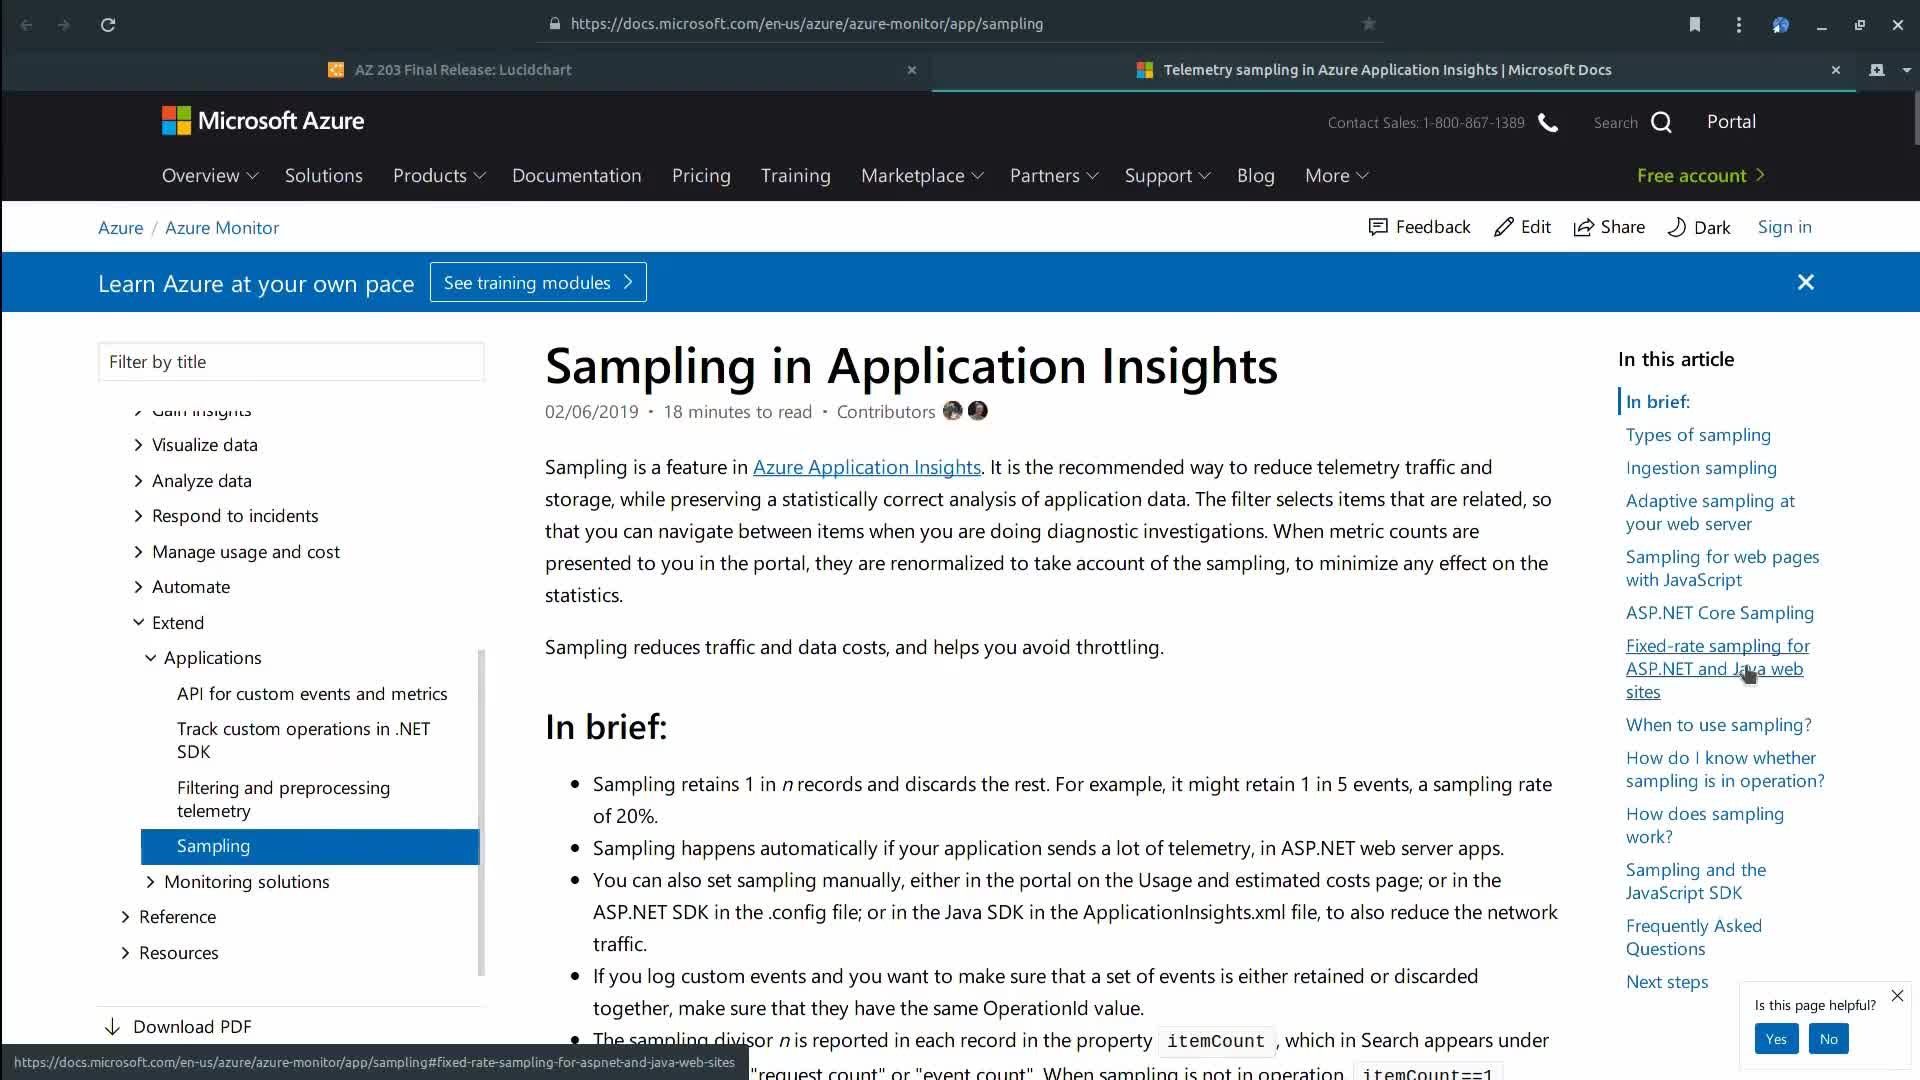 https://docs.microsoft.com/en-us/azure/azure-monitor/app/sampling
AZ 203 Final Release: Lucidchart
Telemetry sampling in Azure Application Insights | Microsoft Docs
Microsoft Azure
Contact Sales: 1-800-867-1389
Search
Portal
Overview
Solutions
Products
Documentation
Pricing
Training
Marketplace
Partners
Support
Blog
More
Free account
Azure / Azure Monitor
Feedback
Edit
Share
Dark
Sign in
Learn Azure at your own pace
See training modules
Filter by title
Gain insights
Visualize data
Analyze data
Respond to incidents
Manage usage and cost
Automate
Extend
Applications
API for custom events and metrics
Track custom operations in .NET
SDK
Filtering and preprocessing
telemetry
Sampling
Monitoring solutions
Reference
Resources
Download PDF
Sampling in Application Insights
02/06/2019 • 18 minutes to read • Contributors
Sampling is a feature in Azure Application Insights. It is the recommended way to reduce telemetry traffic and
storage, while preserving a statistically correct analysis of application data. The filter selects items that are related, so
that you can navigate between items when you are doing diagnostic investigations. When metric counts are
presented to you in the portal, they are renormalized to take account of the sampling, to minimize any effect on the
statistics.
Sampling reduces traffic and data costs, and helps you avoid throttling.
In brief:
• Sampling retains 1 in n records and discards the rest. For example, it might retain 1 in 5 events, a sampling rate
of 20%.
• Sampling happens automatically if your application sends a lot of telemetry, in ASP.NET web server apps.
• You can also set sampling manually, either in the portal on the Usage and estimated costs page; or in the
ASP.NET SDK in the .config file; or in the Java SDK in the ApplicationInsights.xml file, to also reduce the network
traffic.
• If you log custom events and you want to make sure that a set of events is either retained or discarded
together, make sure that they have the same OperationId value.
• The sampling divisor n is reported in each record in the property itemCount, which in Search appears under
"request count" or "event count". When sampling is not in operation, itemCount==1
In this article
In brief:
Types of sampling
Ingestion sampling
Adaptive sampling at
your web server
Sampling for web pages
with JavaScript
ASP.NET Core Sampling
Fixed-rate sampling for
ASP.NET and Java web
sites
When to use sampling?
How do I know whether
sampling is in operation?
How does sampling
work?
Sampling and the
JavaScript SDK
Frequently Asked
Questions
Next steps
Is this page helpful?
Yes
No
https://docs.microsoft.com/en-us/azure/azure-monitor/app/sampling#fixed-rate-sampling-for-aspnet-and-java-web-sites